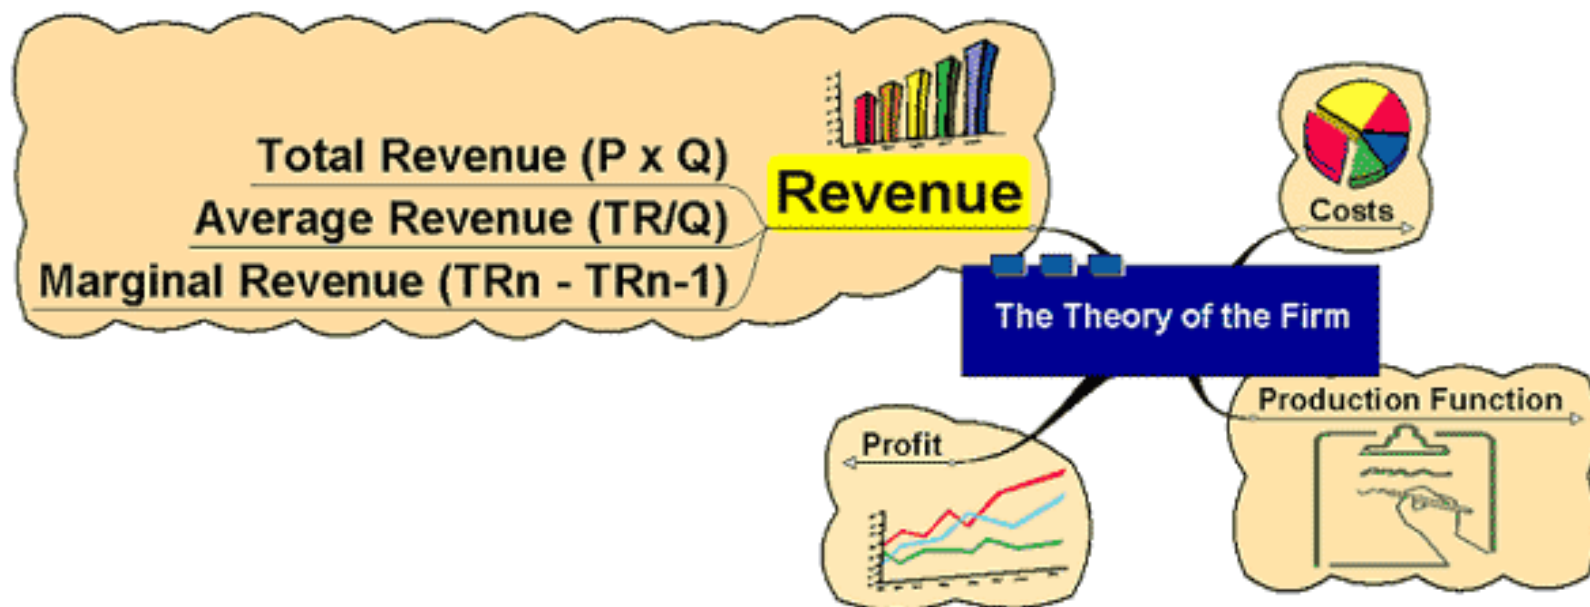 Total Revenue (P x Q)
Average Revenue (TR/Q)
Marginal Revenue (TRn - TRn-1)
Revenue
Costs
The Theory of the Firm
Production Function
Profit